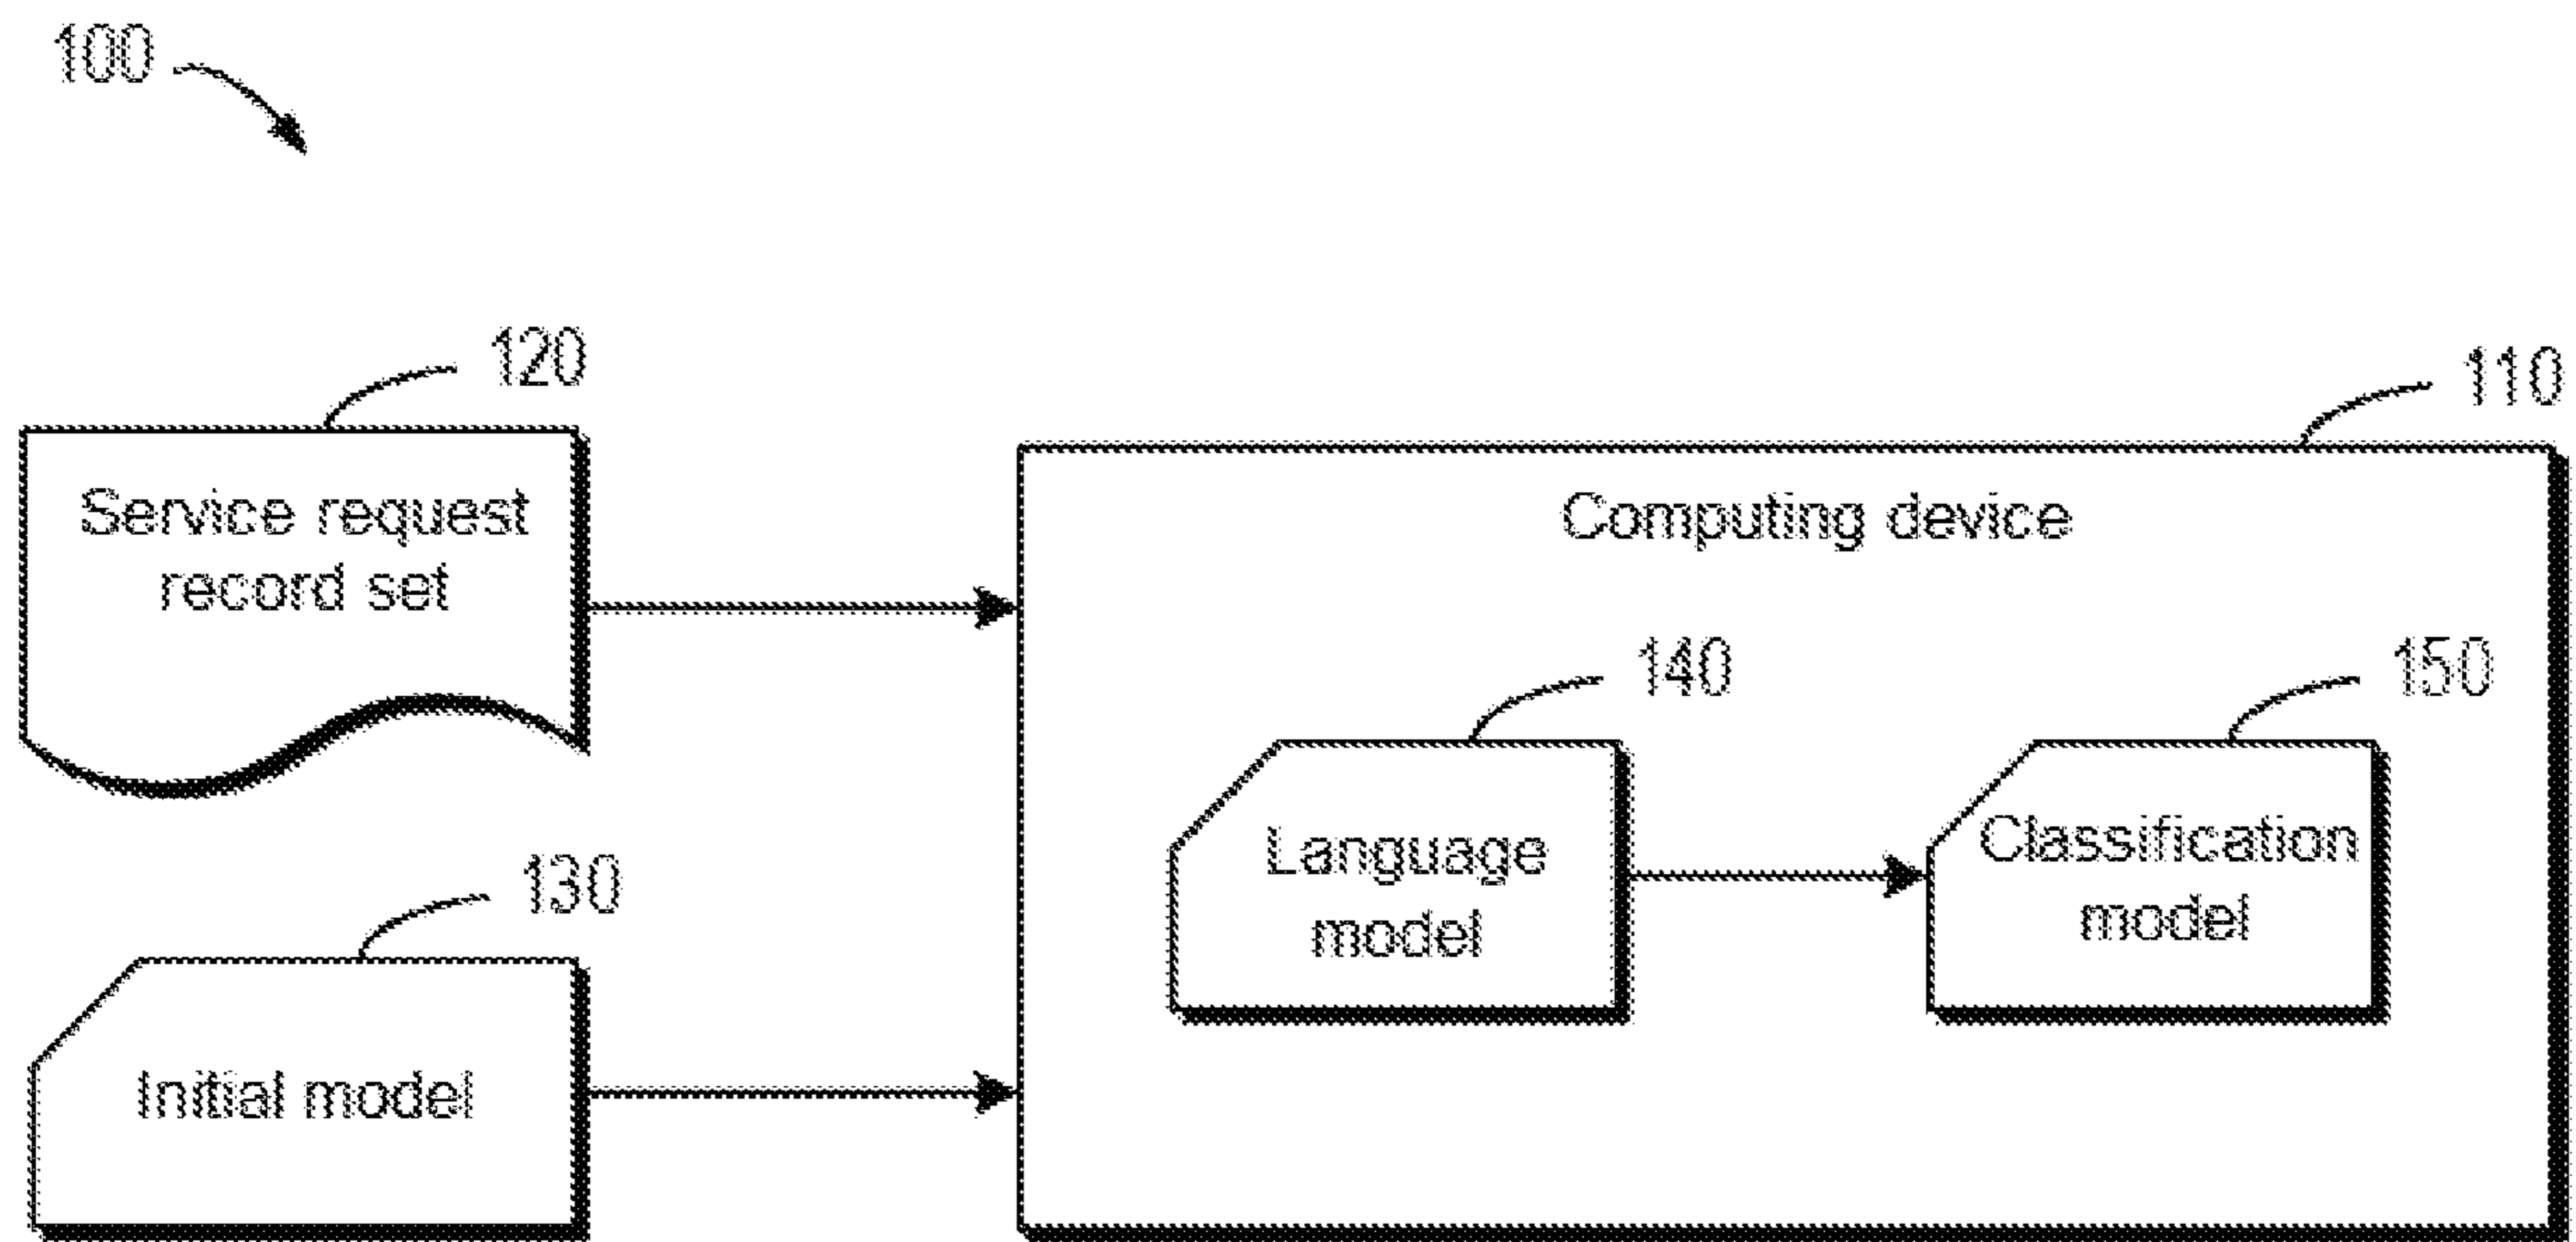 100
120
110
Service request
record set
Computing device
140
150
Language
model
Classification
model
130
Initial model